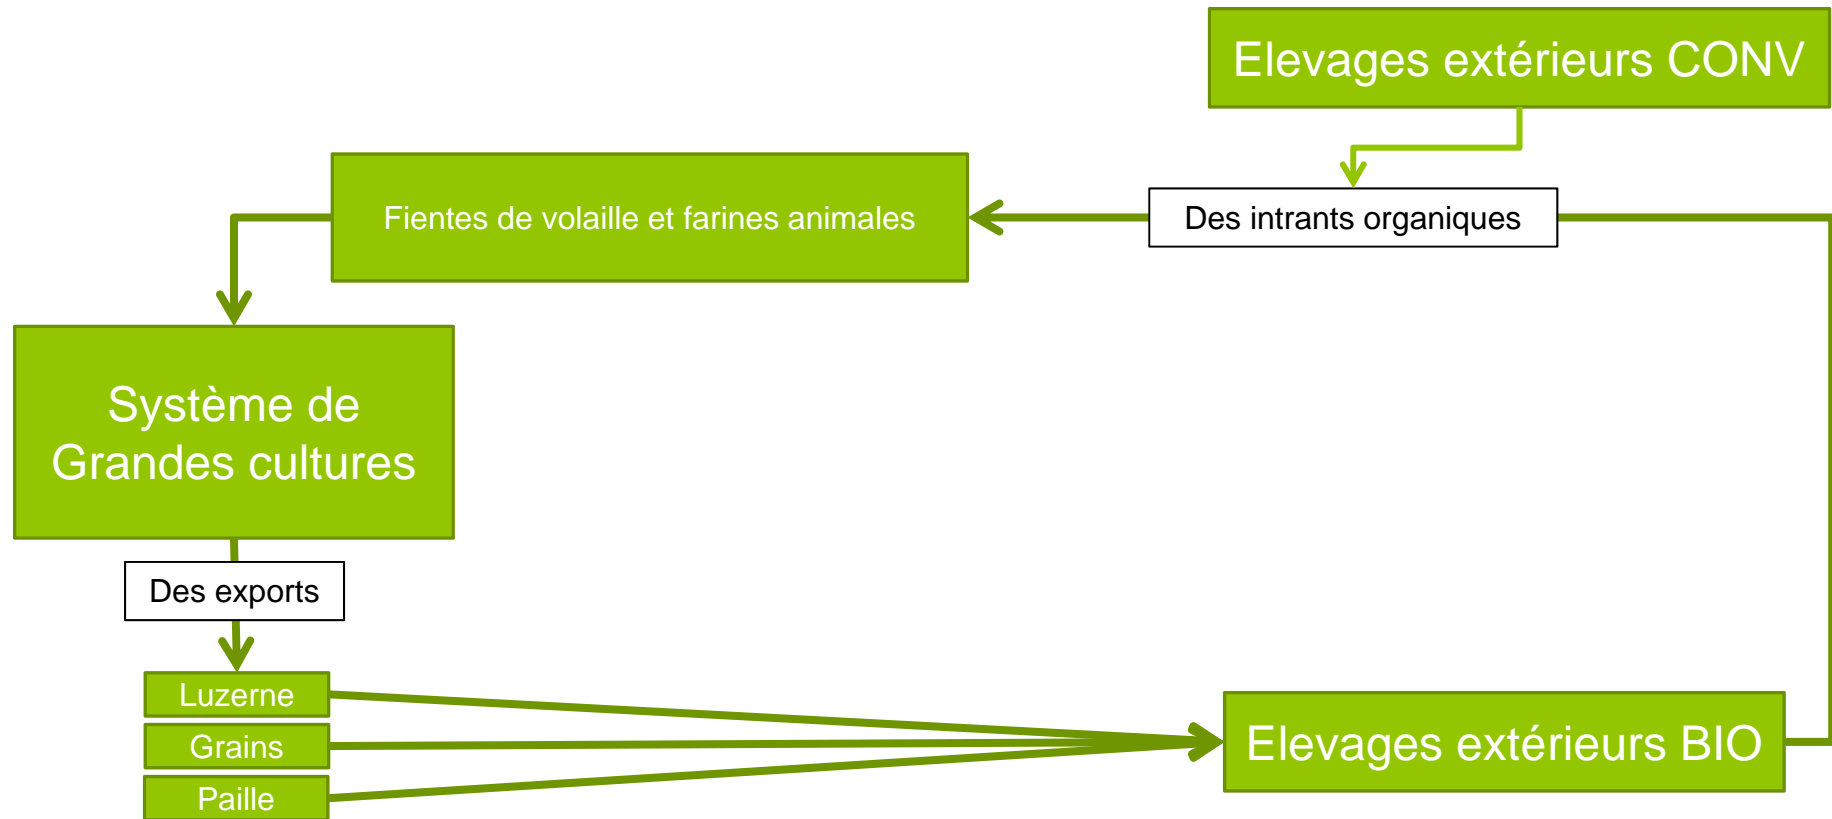 Elevages extérieurs CONV
Fientes de volaille et farines animales
Des intrants organiques
Système de
Grandes cultures
Des exports
Luzerne
Grains
Paille
Elevages extérieurs BIO